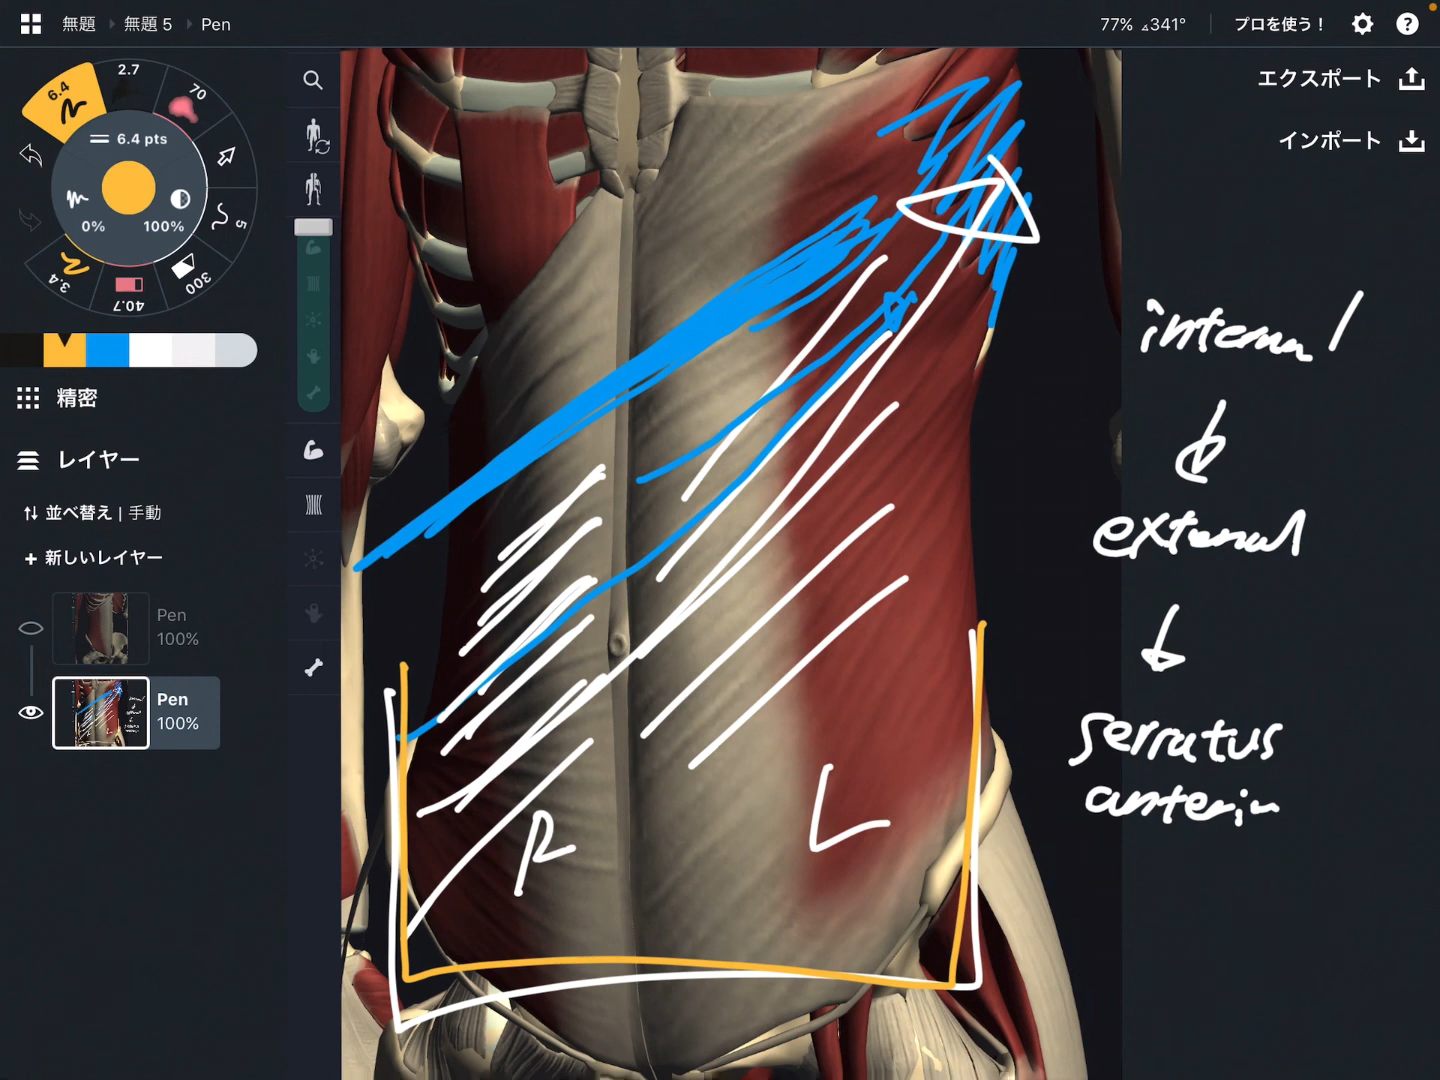 無題 無題 5 Pen
77% ⊿341°
プロを使う！
エクスポート
インポート
6.4
2.7
70
5
300
40.7
3.4
6.4 pts
0% 100%
精密
レイヤー
並べ替え | 手動
+ 新しいレイヤー
Pen
100%
Pen
100%
internal
external
serratus
anterior
R
L